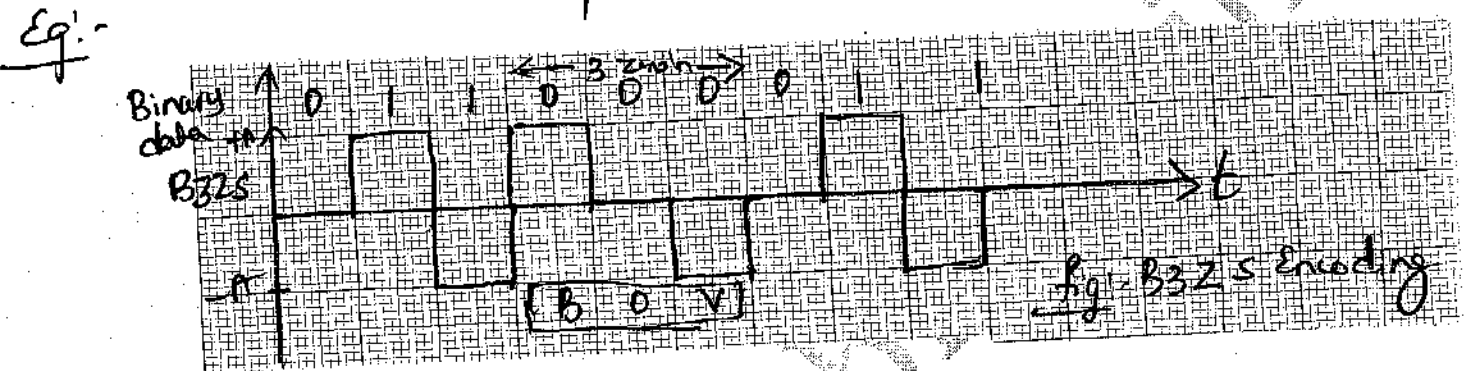 Eg:-
3 zeros
Binary data 0 1 1 0 0 0 0 1 1
+A
B3ZS
t
-A
B 0 V
fig:- B3ZS Encoding